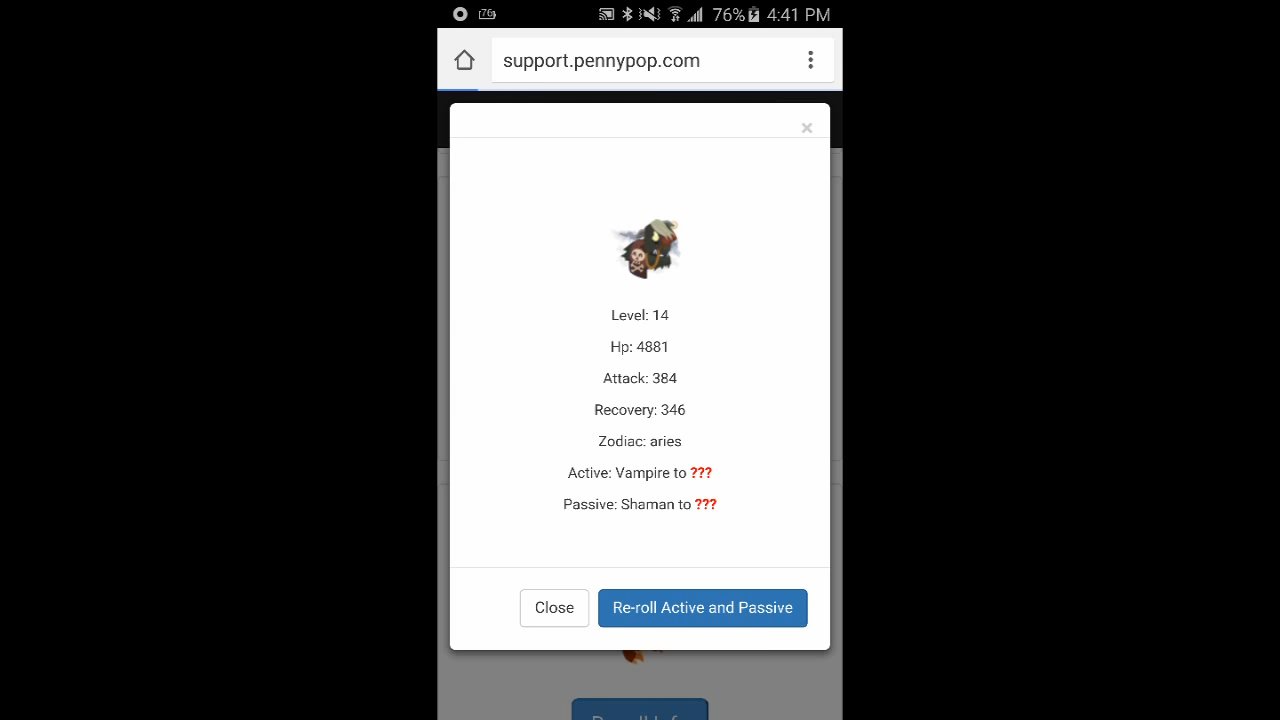 76 76% 4:41 PM
support.pennypop.com
×
Level: 14
Hp: 4881
Attack: 384
Recovery: 346
Zodiac: aries
Active: Vampire to ???
Passive: Shaman to ???
Close Re-roll Active and Passive